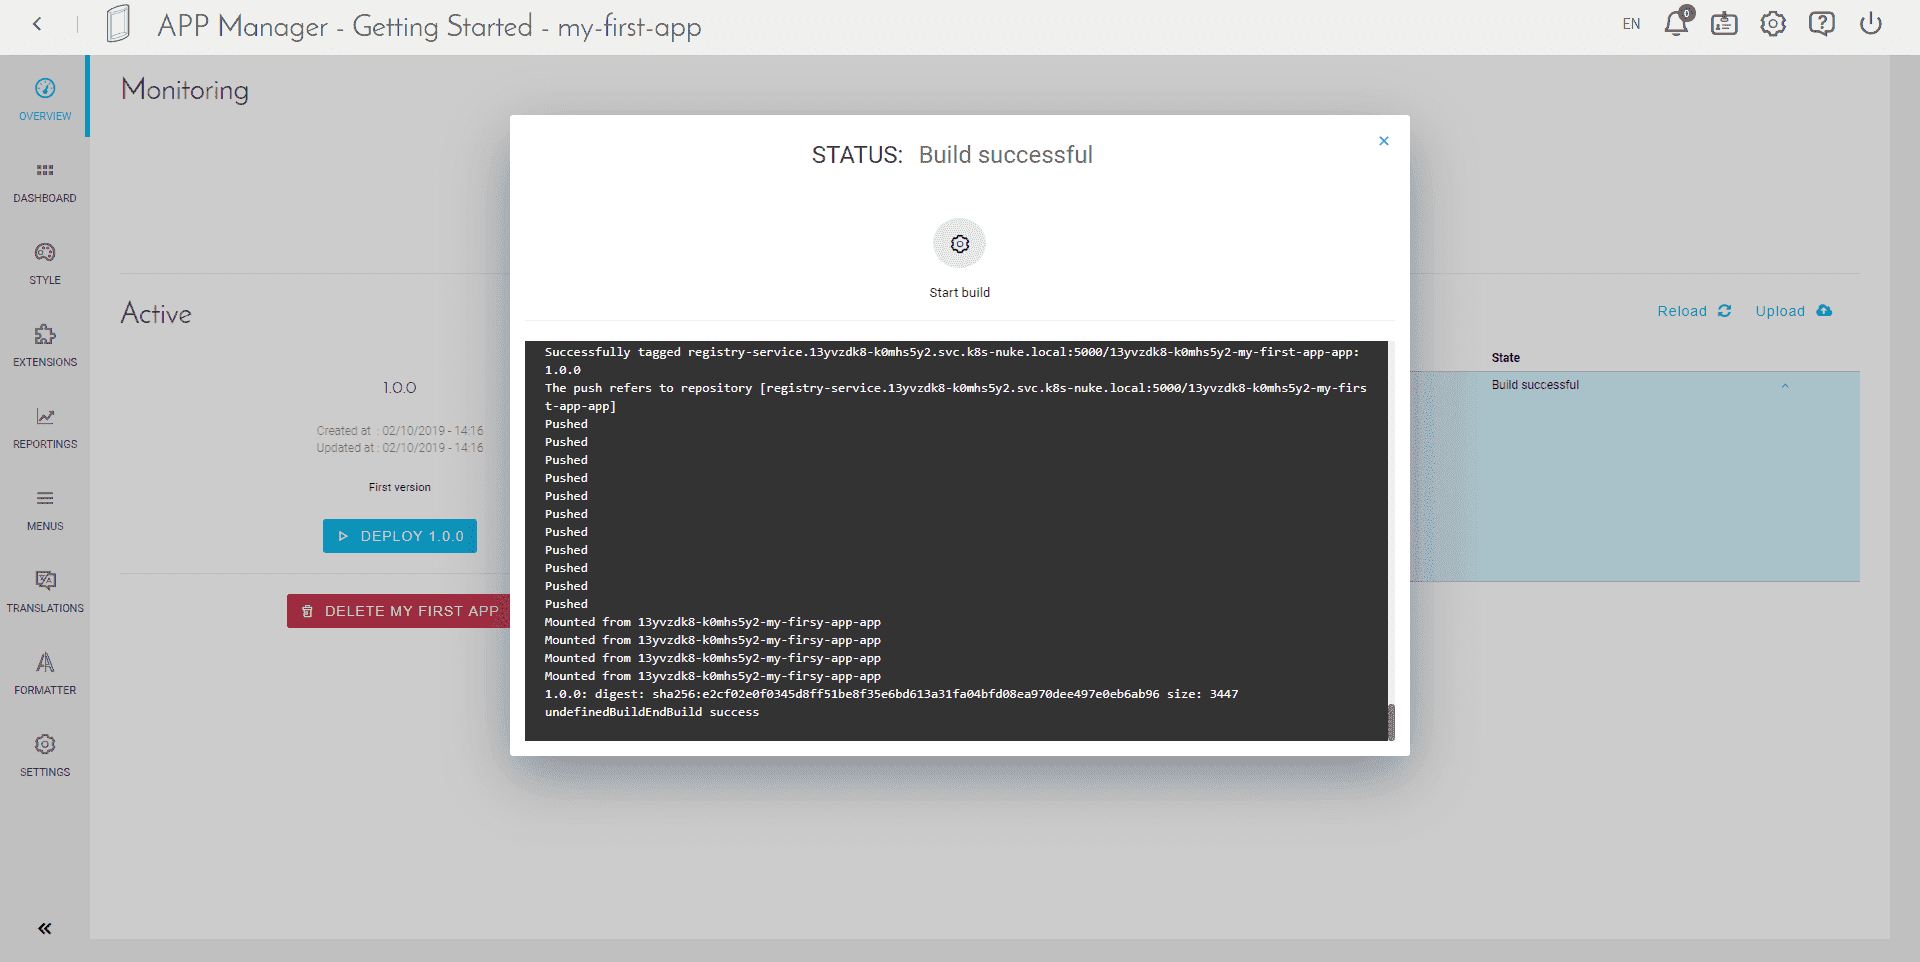 APP Manager - Getting Started - my-first-app
EN
0
OVERVIEW
DASHBOARD
STYLE
EXTENSIONS
REPORTINGS
MENUS
TRANSLATIONS
FORMATTER
SETTINGS
Monitoring
Active
1.0.0
Created at : 02/10/2019 - 14:16
Updated at : 02/10/2019 - 14:16
First version
DEPLOY 1.0.0
DELETE MY FIRST APP
Reload
Upload
State
Build successful
STATUS: Build successful
Start build
Successfully tagged registry-service.13yvzdk8-k0mhs5y2.svc.k8s-nuke.local:5000/13yvzdk8-k0mhs5y2-my-first-app-app:
1.0.0
The push refers to repository [registry-service.13yvzdk8-k0mhs5y2.svc.k8s-nuke.local:5000/13yvzdk8-k0mhs5y2-my-firs
t-app-app]
Pushed
Pushed
Pushed
Pushed
Pushed
Pushed
Pushed
Pushed
Pushed
Pushed
Pushed
Mounted from 13yvzdk8-k0mhs5y2-my-firsy-app-app
Mounted from 13yvzdk8-k0mhs5y2-my-firsy-app-app
Mounted from 13yvzdk8-k0mhs5y2-my-firsy-app-app
Mounted from 13yvzdk8-k0mhs5y2-my-firsy-app-app
1.0.0: digest: sha256:e2cf02e0f0345d8ff51be8f35e6bd613a31fa04bfd08ea970dee497e0eb6ab96 size: 3447
undefinedBuildEndBuild success